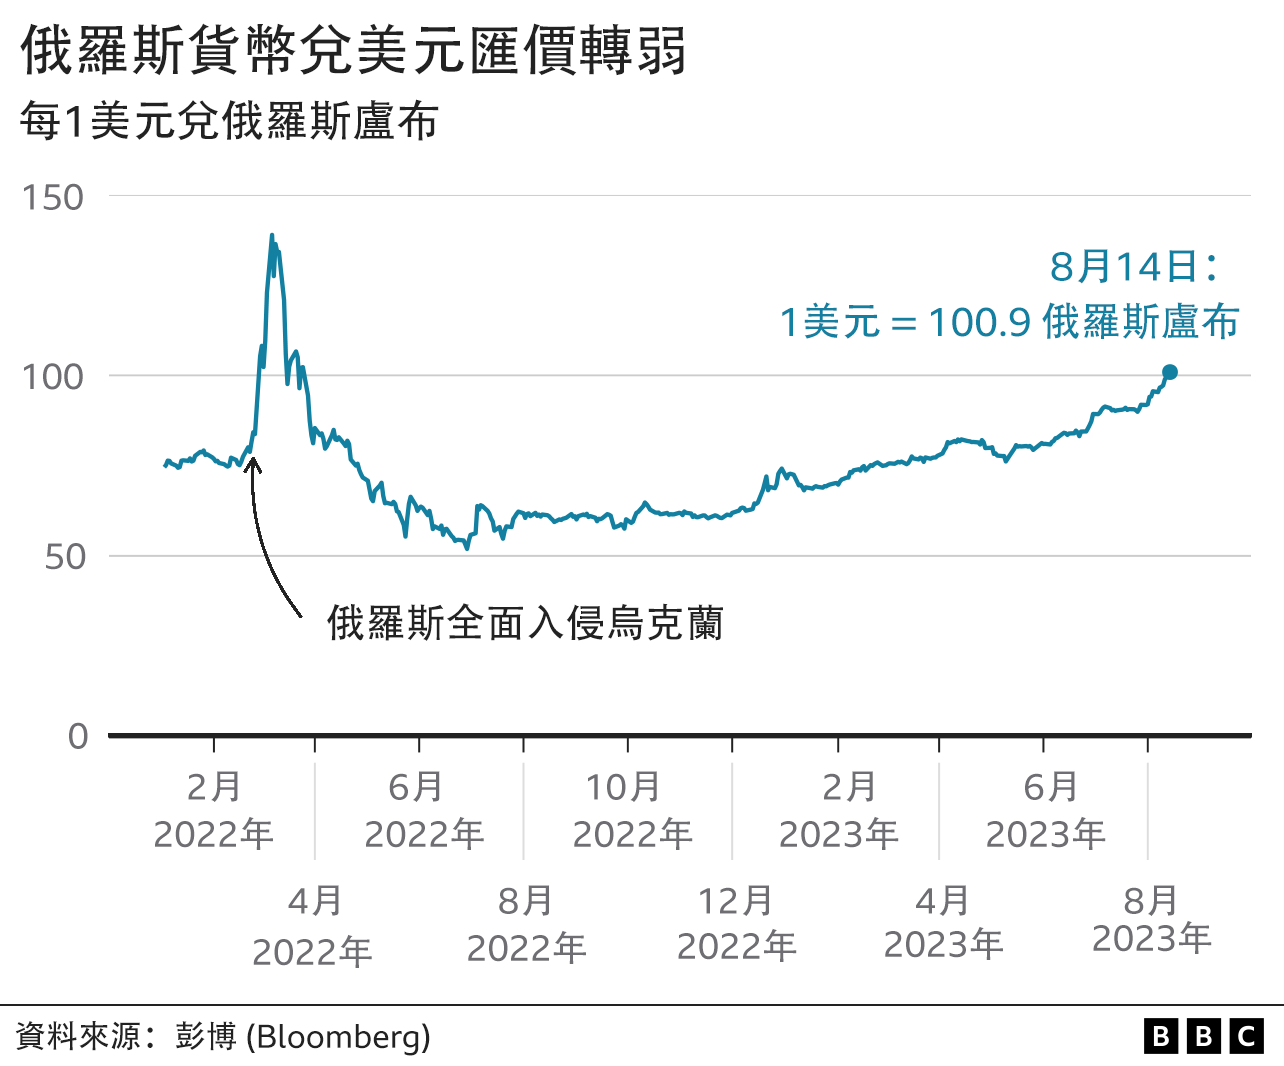 俄羅斯貨幣兌美元匯價轉弱
每1美元兌俄羅斯盧布
150
8月14日：
1美元 = 100.9 俄羅斯盧布
100
50
俄羅斯全面入侵烏克蘭
0
2月
2022年
4月
2022年
6月
2022年
8月
2022年
10月
2022年
12月
2022年
2月
2023年
4月
2023年
6月
2023年
8月
2023年
資料來源：彭博 (Bloomberg)
BBC